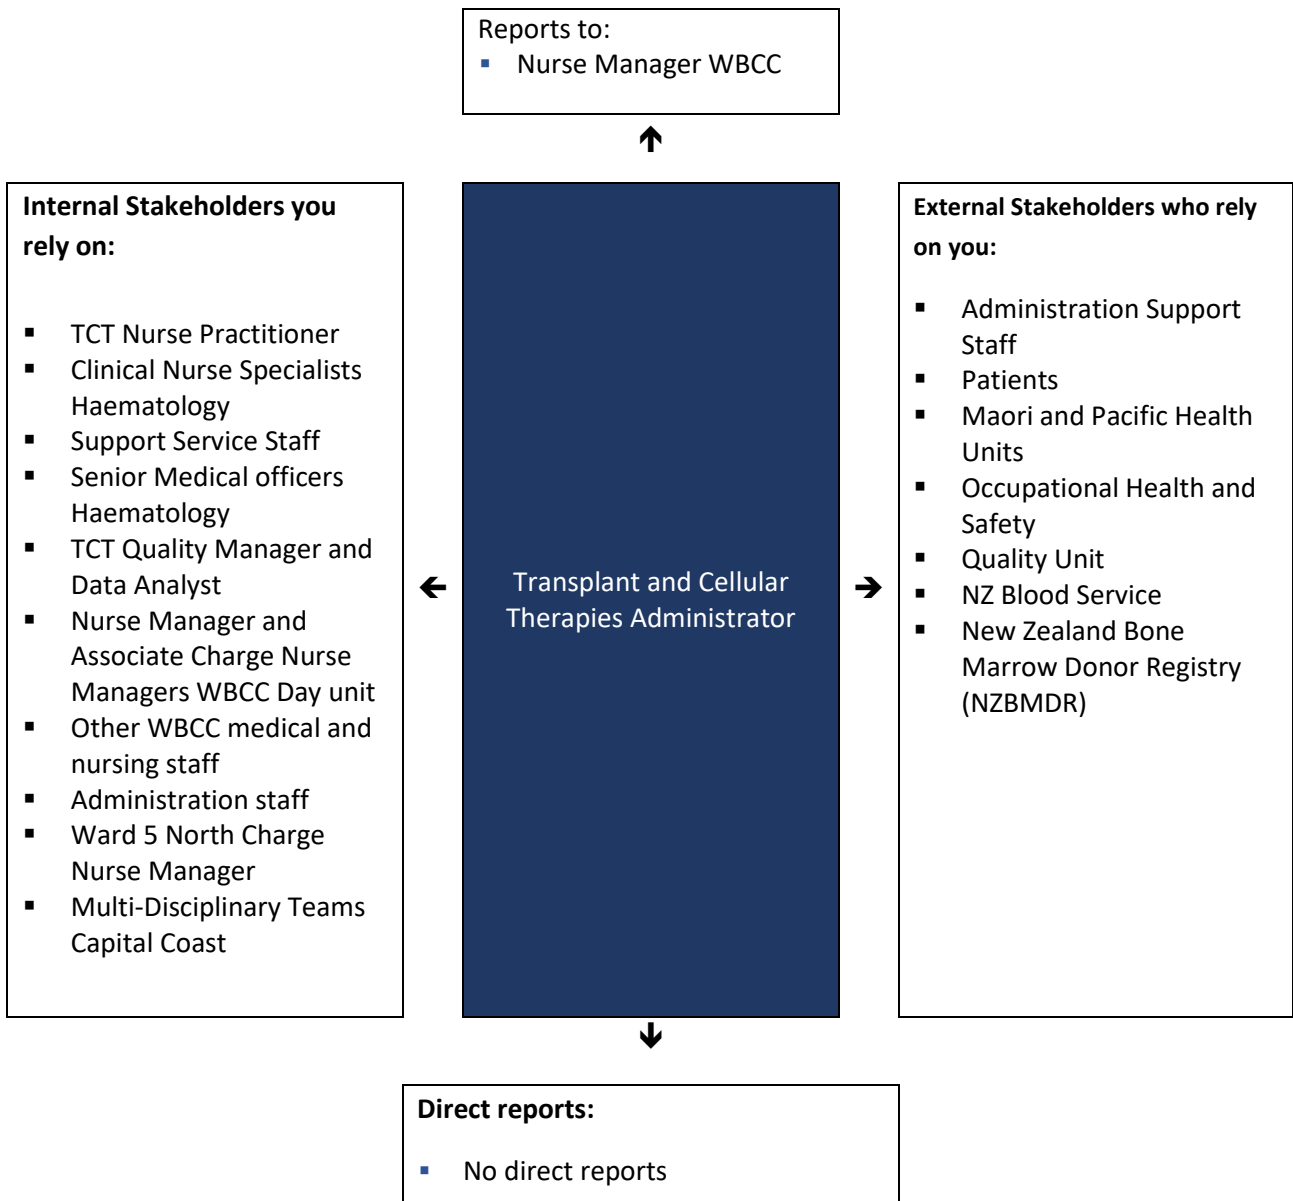 Reports to:
▪ Nurse Manager WBCC
Internal Stakeholders you
rely on:
▪ TCT Nurse Practitioner
▪ Clinical Nurse Specialists
Haematology
▪ Support Service Staff
▪ Senior Medical officers
Haematology
▪ TCT Quality Manager and
Data Analyst
▪ Nurse Manager and
Associate Charge Nurse
Managers WBCC Day unit
▪ Other WBCC medical and
nursing staff
▪ Administration staff
▪ Ward 5 North Charge
Nurse Manager
▪ Multi-Disciplinary Teams
Capital Coast
Transplant and Cellular
Therapies Administrator
External Stakeholders who rely
on you:
▪ Administration Support
Staff
▪ Patients
▪ Maori and Pacific Health
Units
▪ Occupational Health and
Safety
▪ Quality Unit
▪ NZ Blood Service
▪ New Zealand Bone
Marrow Donor Registry
(NZBMDR)
Direct reports:
▪ No direct reports